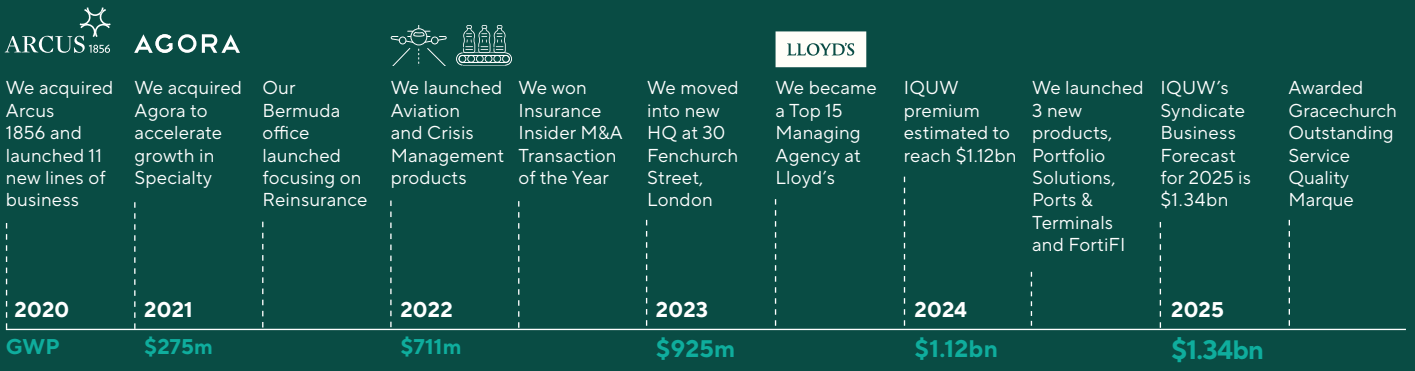 ARCUS 1856
We acquired
Arcus
1856 and
launched 11
new lines of
business
AGORA
We acquired
Agora to
accelerate
growth in
Specialty
Our
Bermuda
office
launched
focusing on
Reinsurance
We launched
Aviation
and Crisis
Management
products
We won
Insurance
Insider M&A
Transaction
of the Year
We moved
into new
HQ at 30
Fenchurch
Street,
London
LLOYD'S
We became
a Top 15
Managing
Agency at
Lloyd's
IQUW
premium
estimated to
reach $1.12bn
We launched
3 new
products,
Portfolio
Solutions,
Ports &
Terminals
and FortiFI
IQUW's
Syndicate
Business
Forecast
for 2025 is
$1.34bn
Awarded
Gracechurch
Outstanding
Service
Quality
Marque
2020
2021
2022
2023
2024
2025
GWP
$275m
$711m
$925m
$1.12bn
$1.34bn